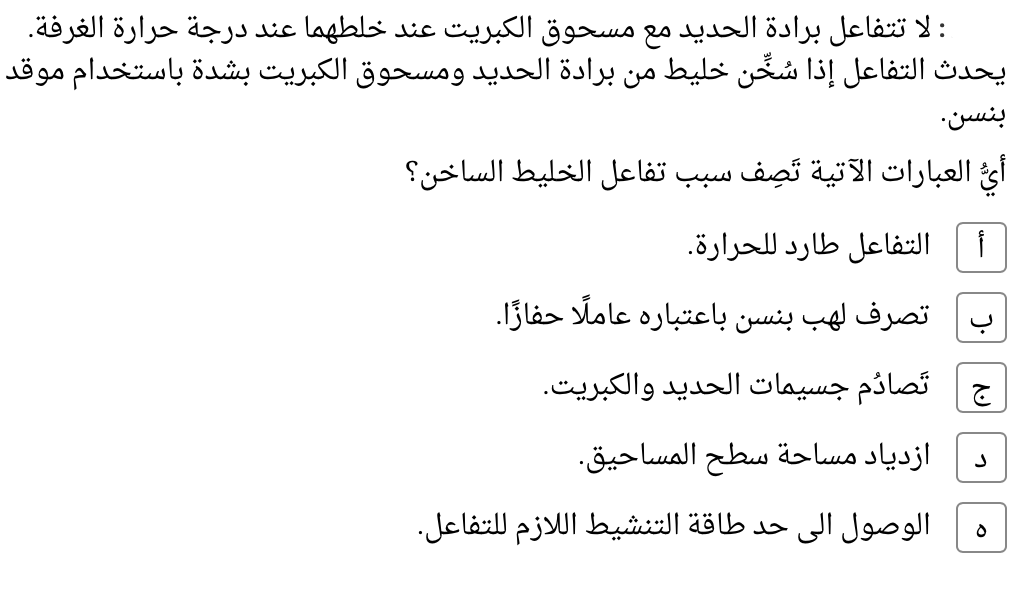 : لا تتفاعل برادة الحديد مع مسحوق الكبريت عند خلطهما عند درجة حرارة الغرفة.
يحدث التفاعل إذا سُخِّن خليط من برادة الحديد ومسحوق الكبريت بشدة باستخدام موقد
بنسن.
أيُّ العبارات الآتية تَصِف سبب تفاعل الخليط الساخن؟
أ التفاعل طارد للحرارة.
ب تصرف لهب بنسن باعتباره عاملًا حفازًا.
ج تَصادُم جسيمات الحديد والكبريت.
د ازدياد مساحة سطح المساحيق.
ه الوصول الى حد طاقة التنشيط اللازم للتفاعل.